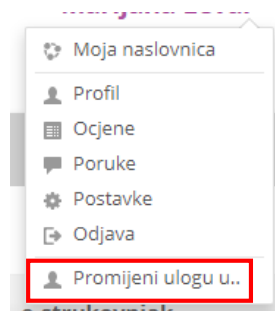 Moja naslovnica
Profil
Ocjene
Poruke
Postavke
Odjava
Promijeni ulogu u..